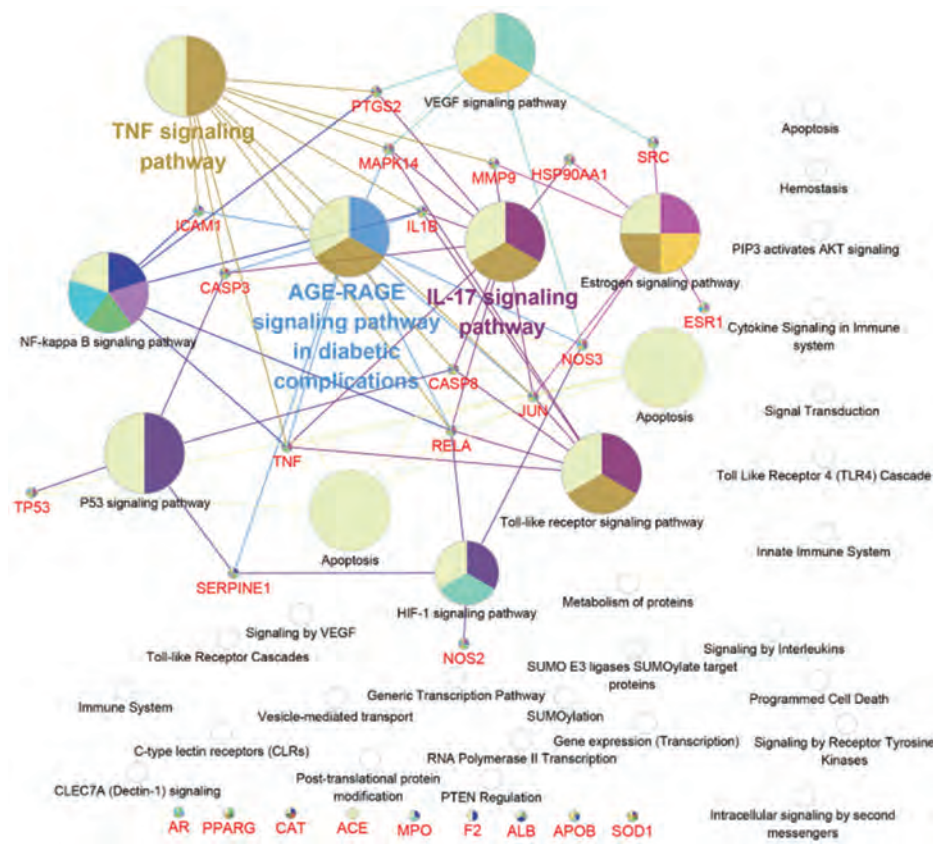 PTGS2
VEGF signaling pathway
TNF signaling
pathway
Apoptosis
MAPK14
MMP9
HSP90AA1
SRC
Hemostasis
ICAM1
IL1B
PIP3 activates AKT signaling
CASP3
Estrogen signaling pathway
AGE-RAGE
signaling pathway
in diabetic
complications
IL-17 signaling
pathway
ESR1
NF-kappa B signaling pathway
Cytokine Signaling in Immune
system
NOS3
CASP8
JUN
Apoptosis
Signal Transduction
TNF
RELA
Toll Like Receptor 4 (TLR4) Cascade
TP53
P53 signaling pathway
Toll-like receptor signaling pathway
Apoptosis
Innate Immune System
SERPINE1
HIF-1 signaling pathway
Metabolism of proteins
Signaling by VEGF
Toll-like Receptor Cascades
NOS2
SUMO E3 ligases SUMOylate target
proteins
Signaling by Interleukins
Generic Transcription Pathway
Programmed Cell Death
Immune System
Vesicle-mediated transport
SUMOylation
C-type lectin receptors (CLRs)
RNA Polymerase II Transcription
Gene expression (Transcription)
Signaling by Receptor Tyrosine
Kinases
CLEC7A (Dectin-1) signaling
Post-translational protein
modification
PTEN Regulation
AR PPARG CAT ACE MPO F2 ALB APOB SOD1
Intracellular signaling by second
messengers